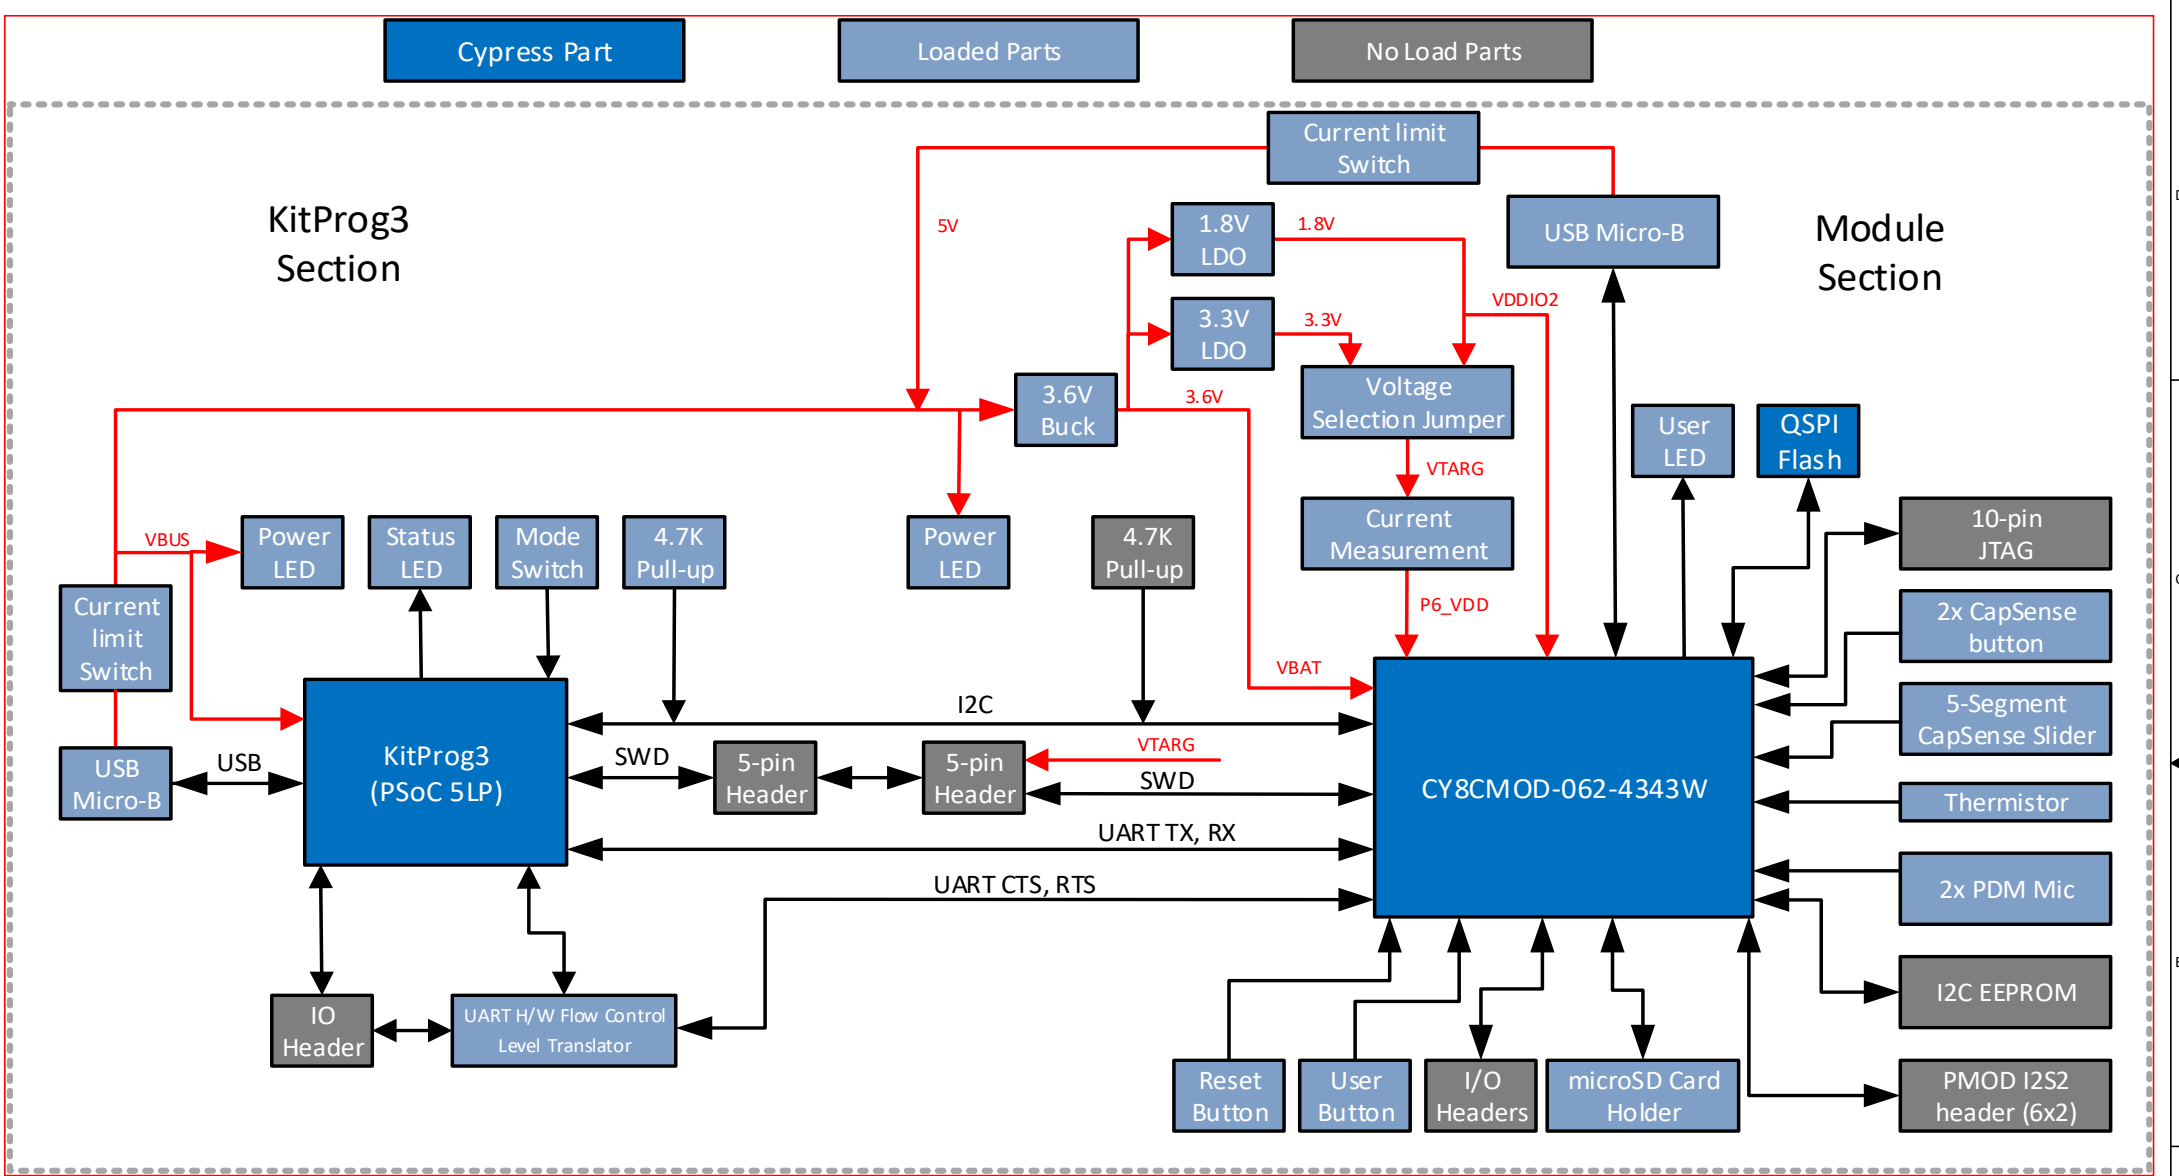 Cypress Part
Loaded Parts
No Load Parts
KitProg3
Section
Module
Section
Current limit
Switch
USB Micro-B
5V
1.8V
LDO
1.8V
3.3V
LDO
3.3V
VDDIO2
3.6V
Buck
3.6V
Voltage
Selection Jumper
VTARG
Current
Measurement
P6_VDD
VBAT
User
LED
QSPI
Flash
VBUS
Power
LED
Status
LED
Mode
Switch
4.7K
Pull-up
Power
LED
4.7K
Pull-up
Current
limit
Switch
USB
Micro-B
USB
KitProg3
(PSoC 5LP)
I2C
SWD
5-pin
Header
5-pin
Header
VTARG
SWD
UART TX, RX
UART CTS, RTS
CY8CMOD-062-4343W
10-pin
JTAG
2x CapSense
button
5-Segment
CapSense Slider
Thermistor
2x PDM Mic
I2C EEPROM
PMOD I2S2
header (6x2)
IO
Header
UART H/W Flow Control
Level Translator
Reset
Button
User
Button
I/O
Headers
microSD Card
Holder